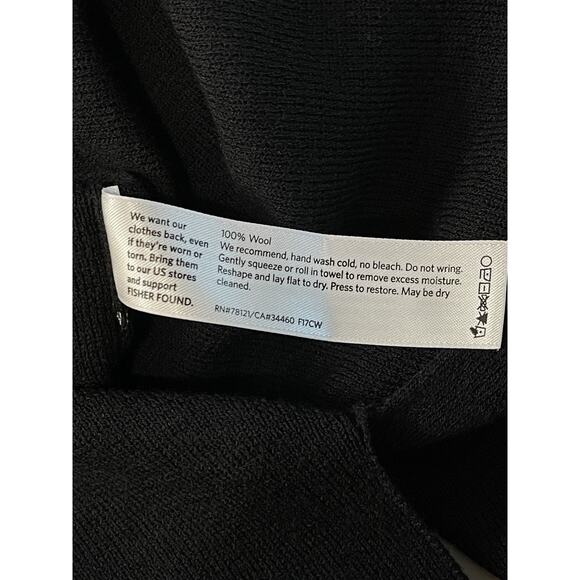 We want our
clothes back, even
if they're worn or
torn. Bring them
to our US stores
and support
FISHER FOUND.
100% Wool
We recommend, hand wash cold, no bleach. Do not wring.
Gently squeeze or roll in towel to remove excess moisture.
Reshape and lay flat to dry. Press to restore. May be dry
cleaned.
RN#78121/CA#34460 F17CW